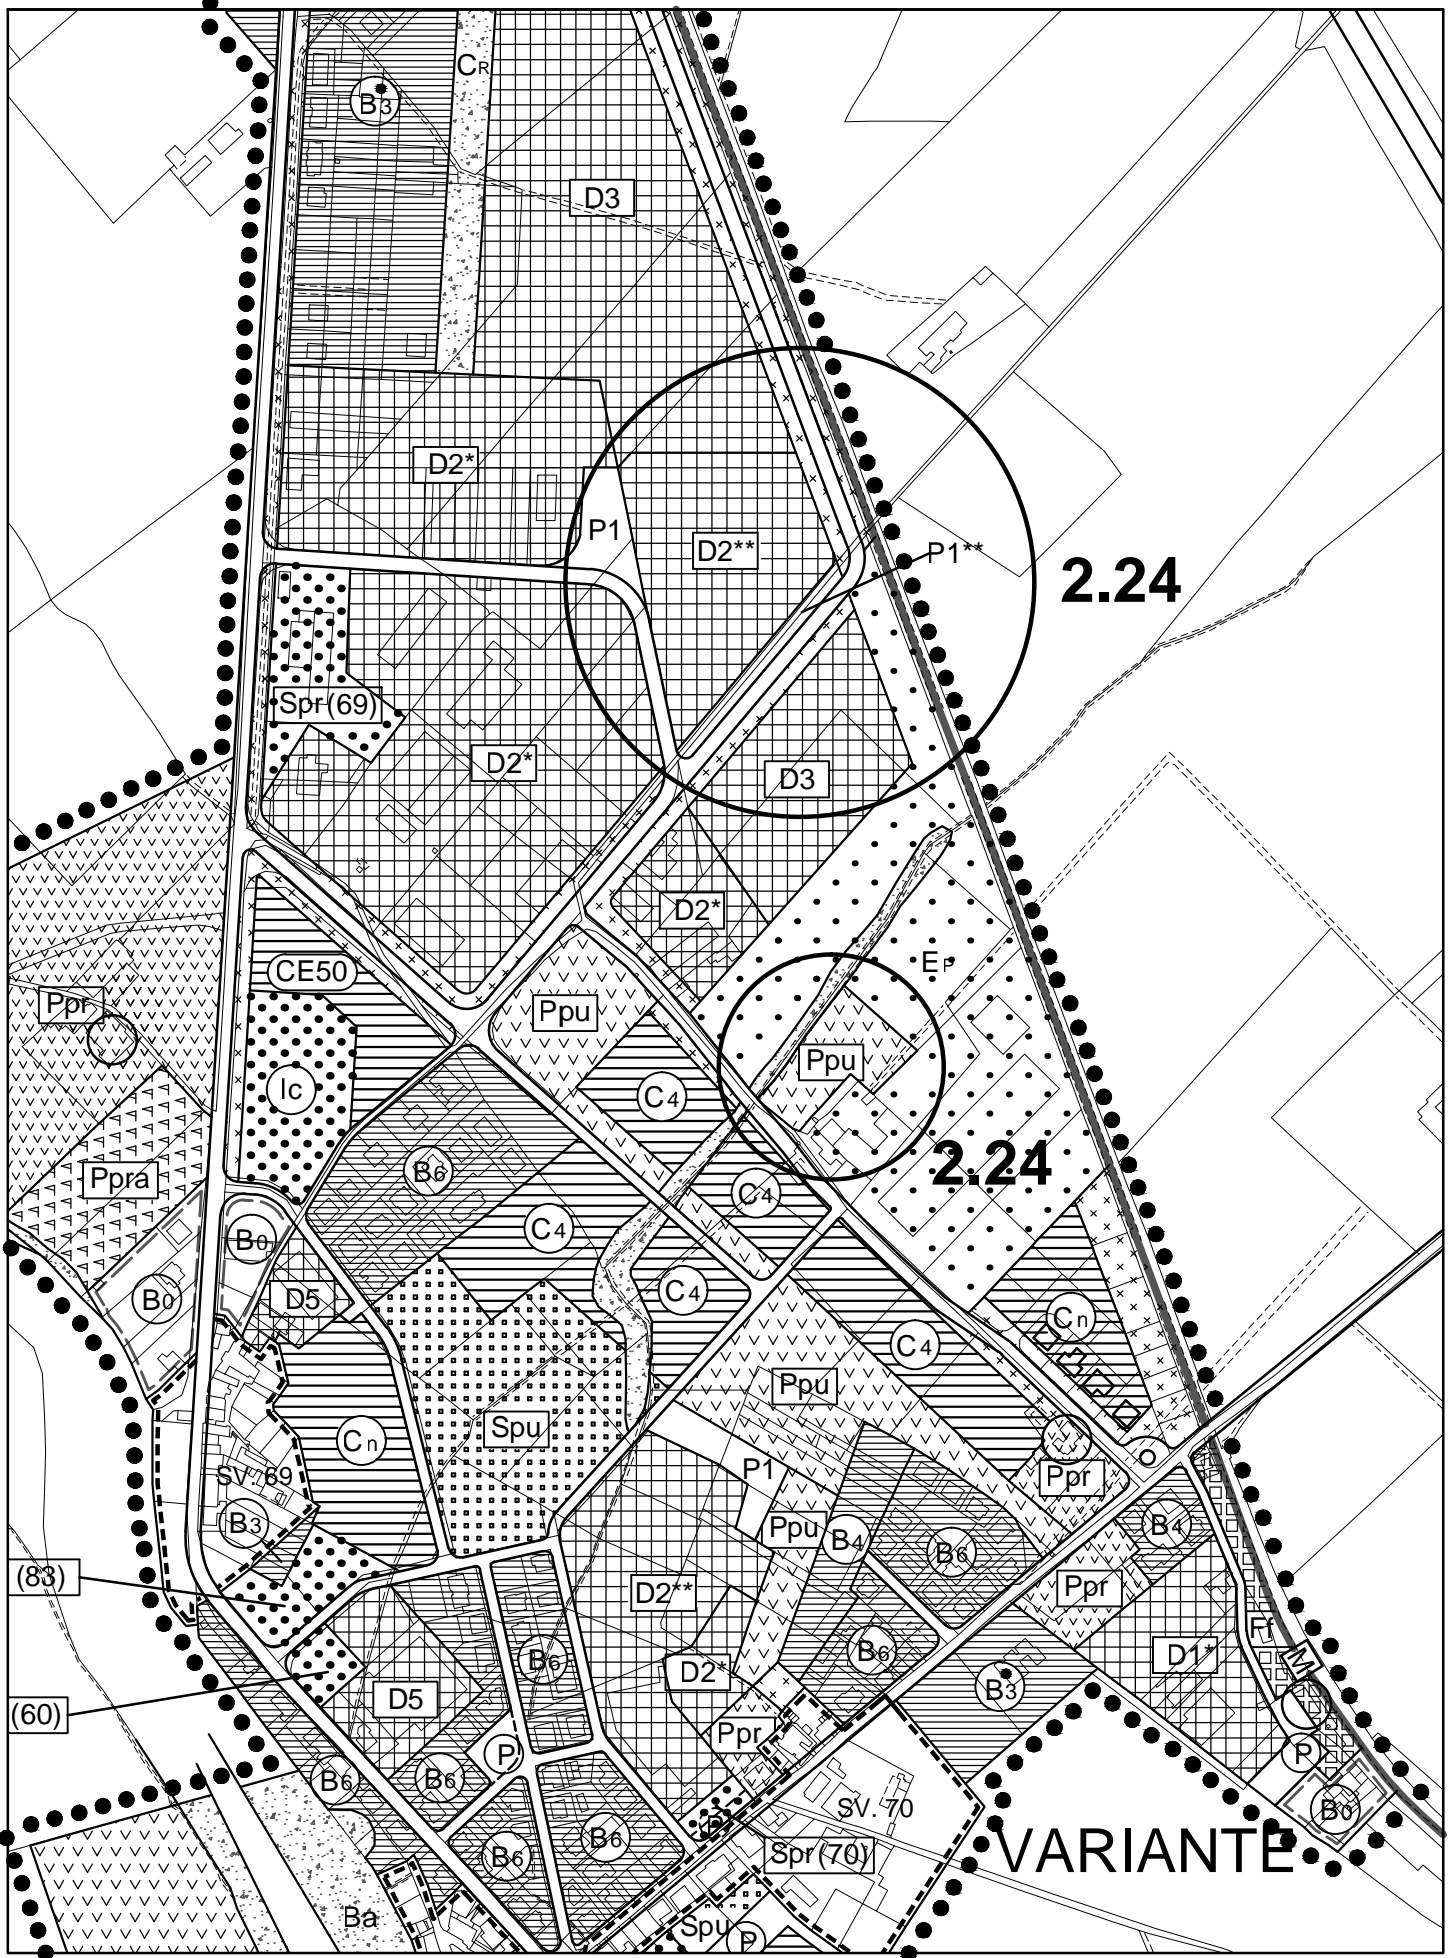 CR
B3
D3
D2*
P1
D2**
P1**
2.24
Spr(69)
D2*
D3
D2*
CE50
EP
Ppr
Ppu
Ppu
Ic
C4
2.24
Ppra
B6
C4
C4
B0
C4
B0
D5
Cn
C4
Ppu
Spu
Cn
P1
Ppr
SV. 69
Ppu
B4
B4
B3
B6
(83)
Ppr
D2**
Ff
B6
B6
D1*
M
D2*
B3
D5
(60)
Ppr
P
P
B6
B6
B0
SV. 70
B6
B6
VARIANTE
Spr(70)
Ba
Spu
P